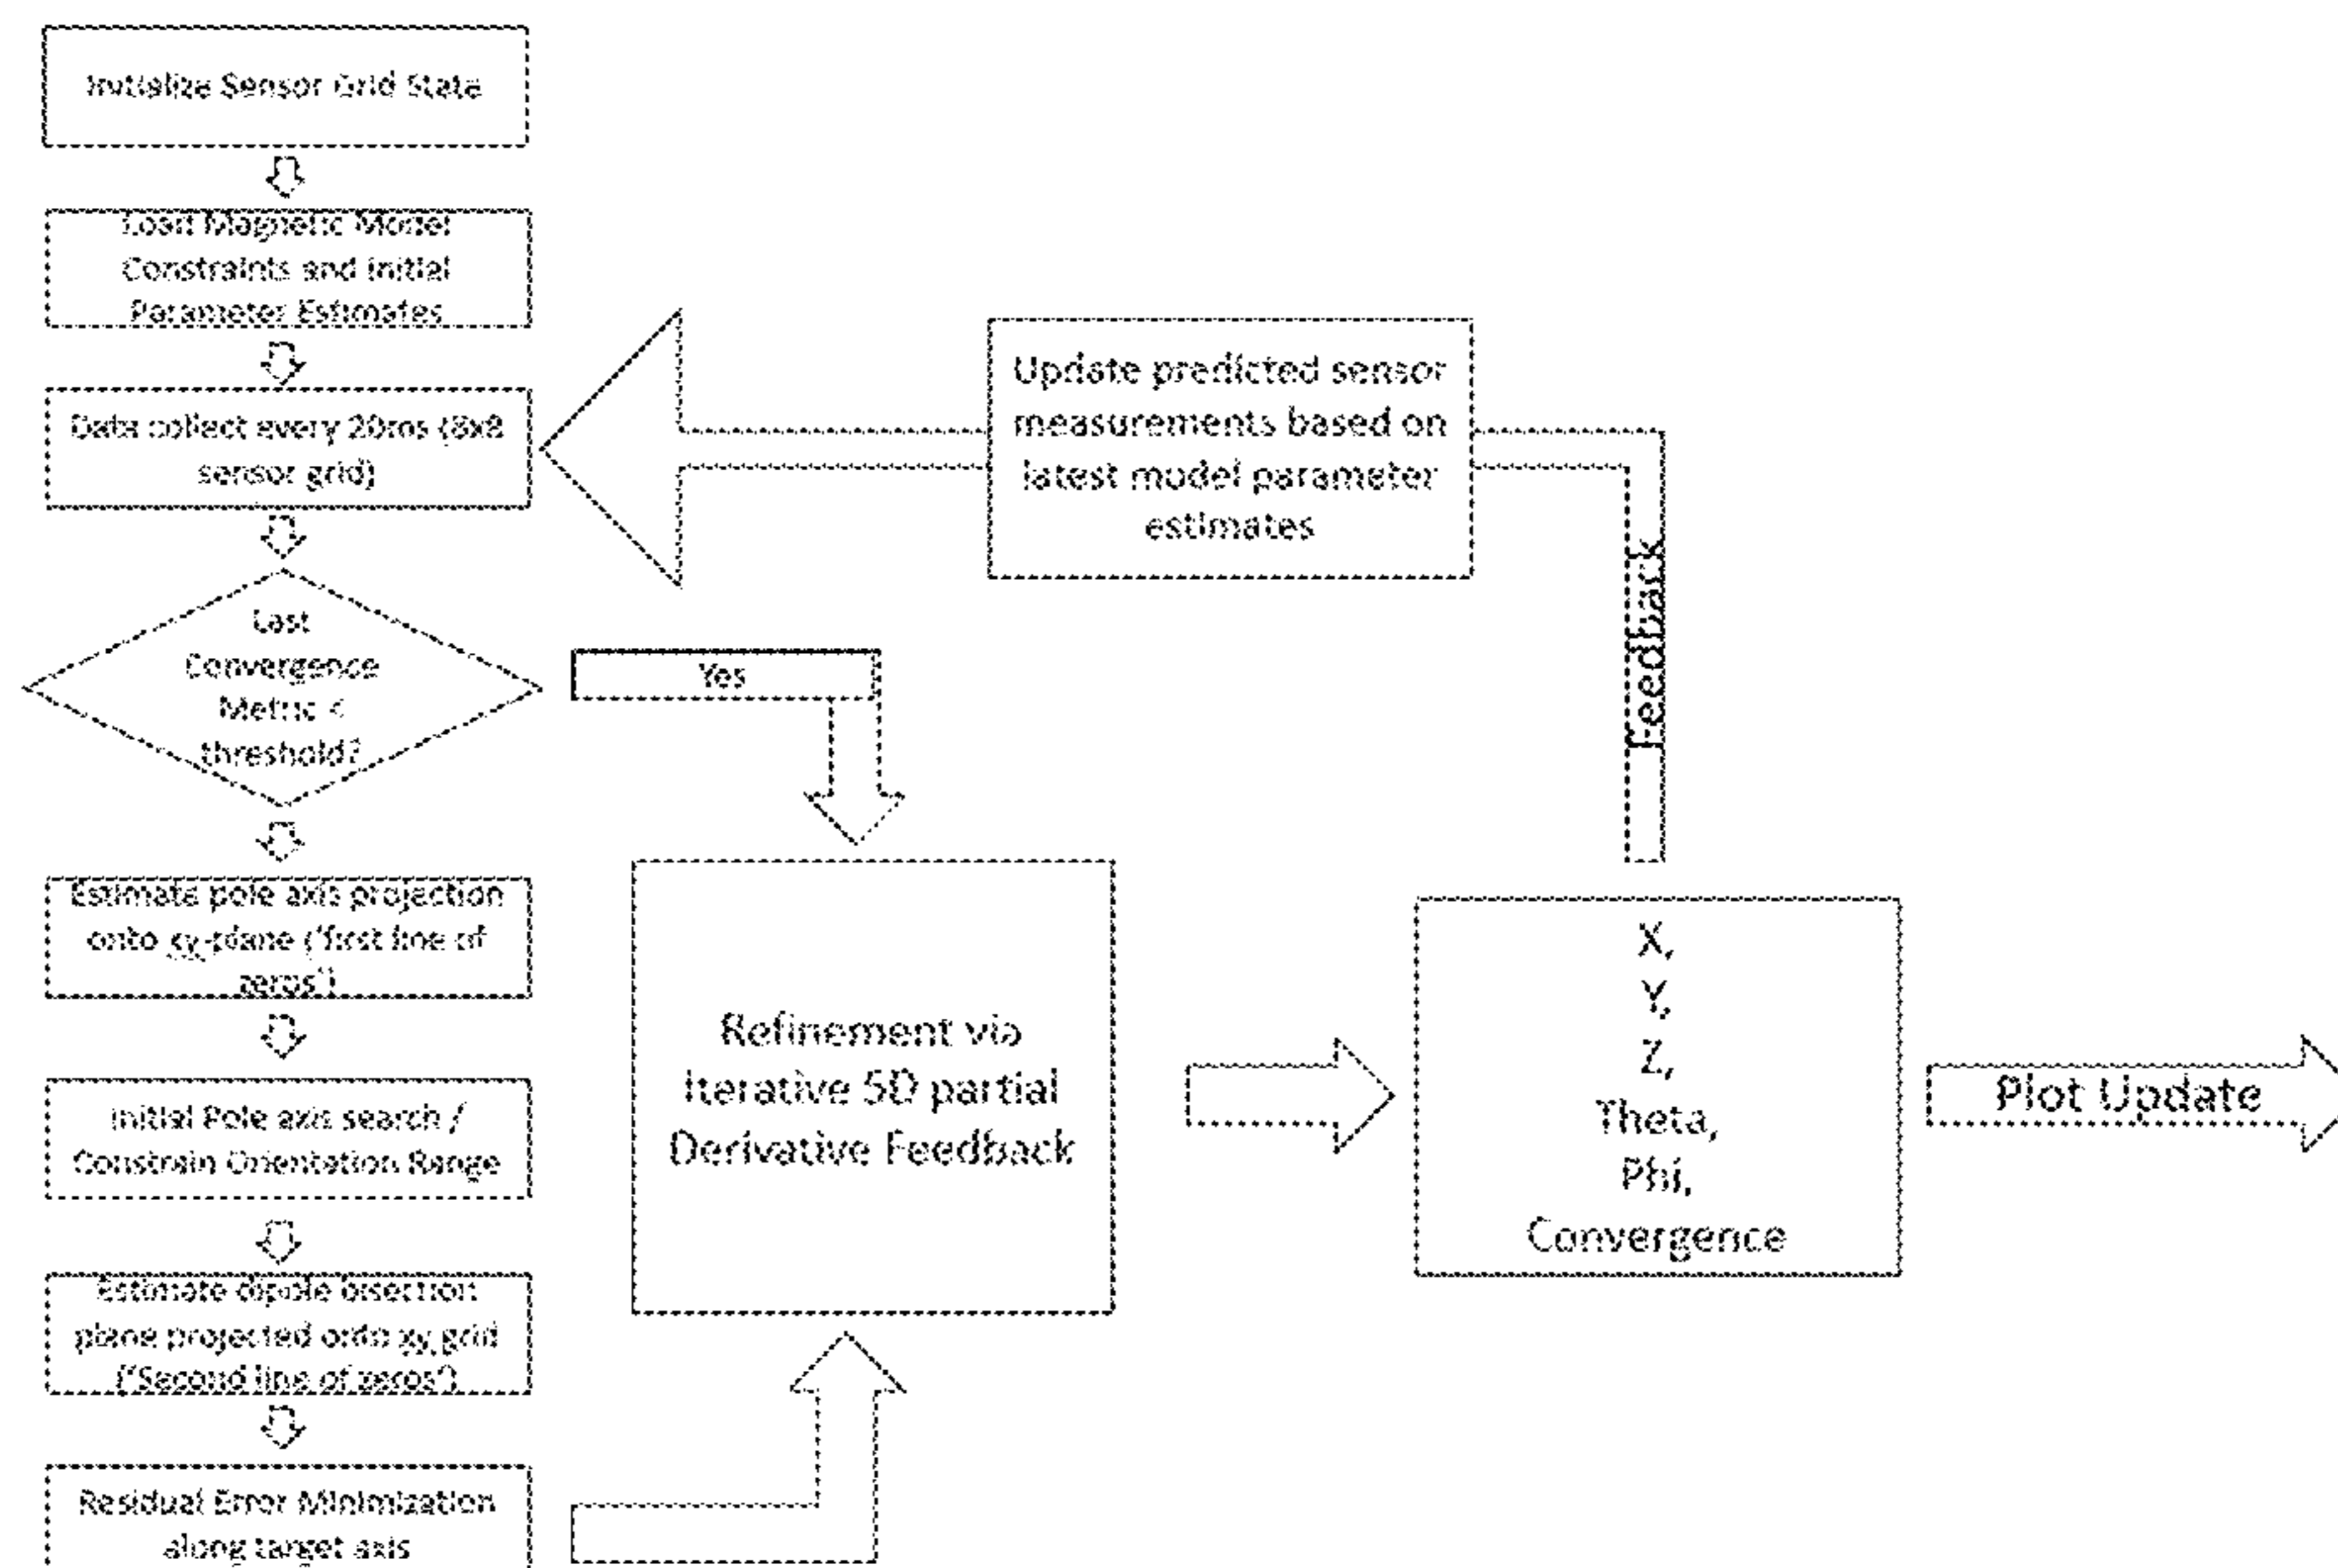 Initialize Sensor Grid State
Load Magnetic Model
Constraints and Initial
Parameter Estimates
Data collect every 20ms (8x8
sensor grid)
Last
Convergence
Metric <
threshold?
Yes
Estimate pole axis projection
onto xy-plane ("first line of
zeros")
Initial Pole axis search /
Constrain Orientation Range
Estimate dipole bisection
plane projected onto xy grid
("Second line of zeros")
Residual Error Minimization
along target axis
Refinement via
Iterative 5D partial
Derivative Feedback
Update predicted sensor
measurements based on
latest model parameter
estimates
Feedback
X,
Y,
Z,
Theta,
Phi,
Convergence
Plot Update